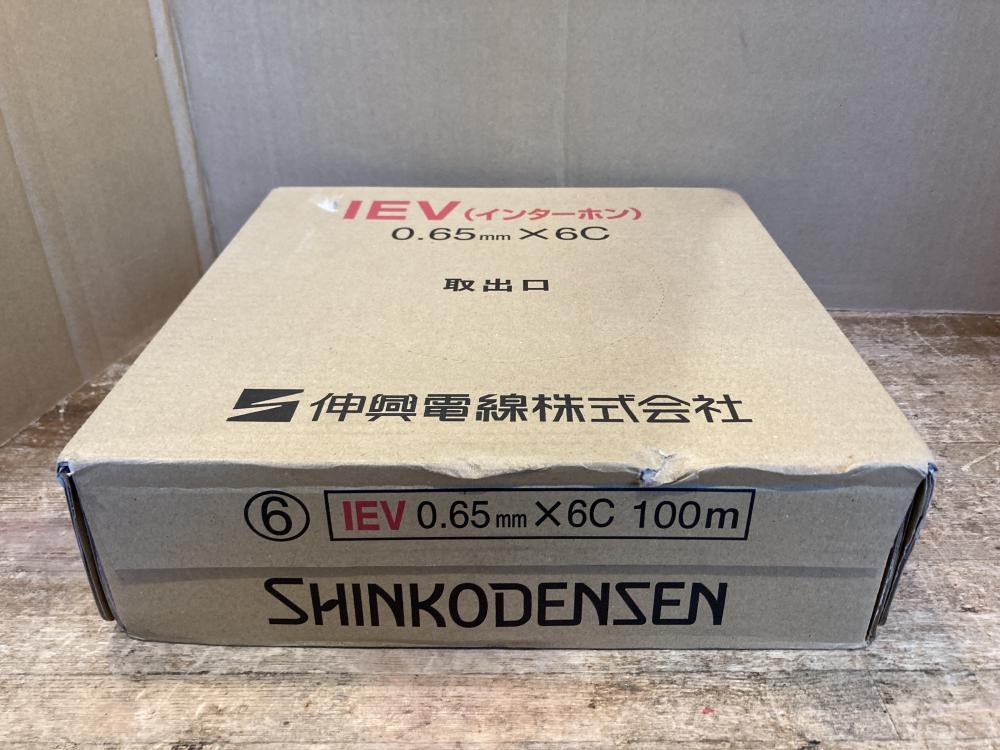 IEV(インターホン)
0.65mm×6C
取出口
伸興電線株式会社
⑥ IEV 0.65mm×6C 100m
SHINKODENSEN